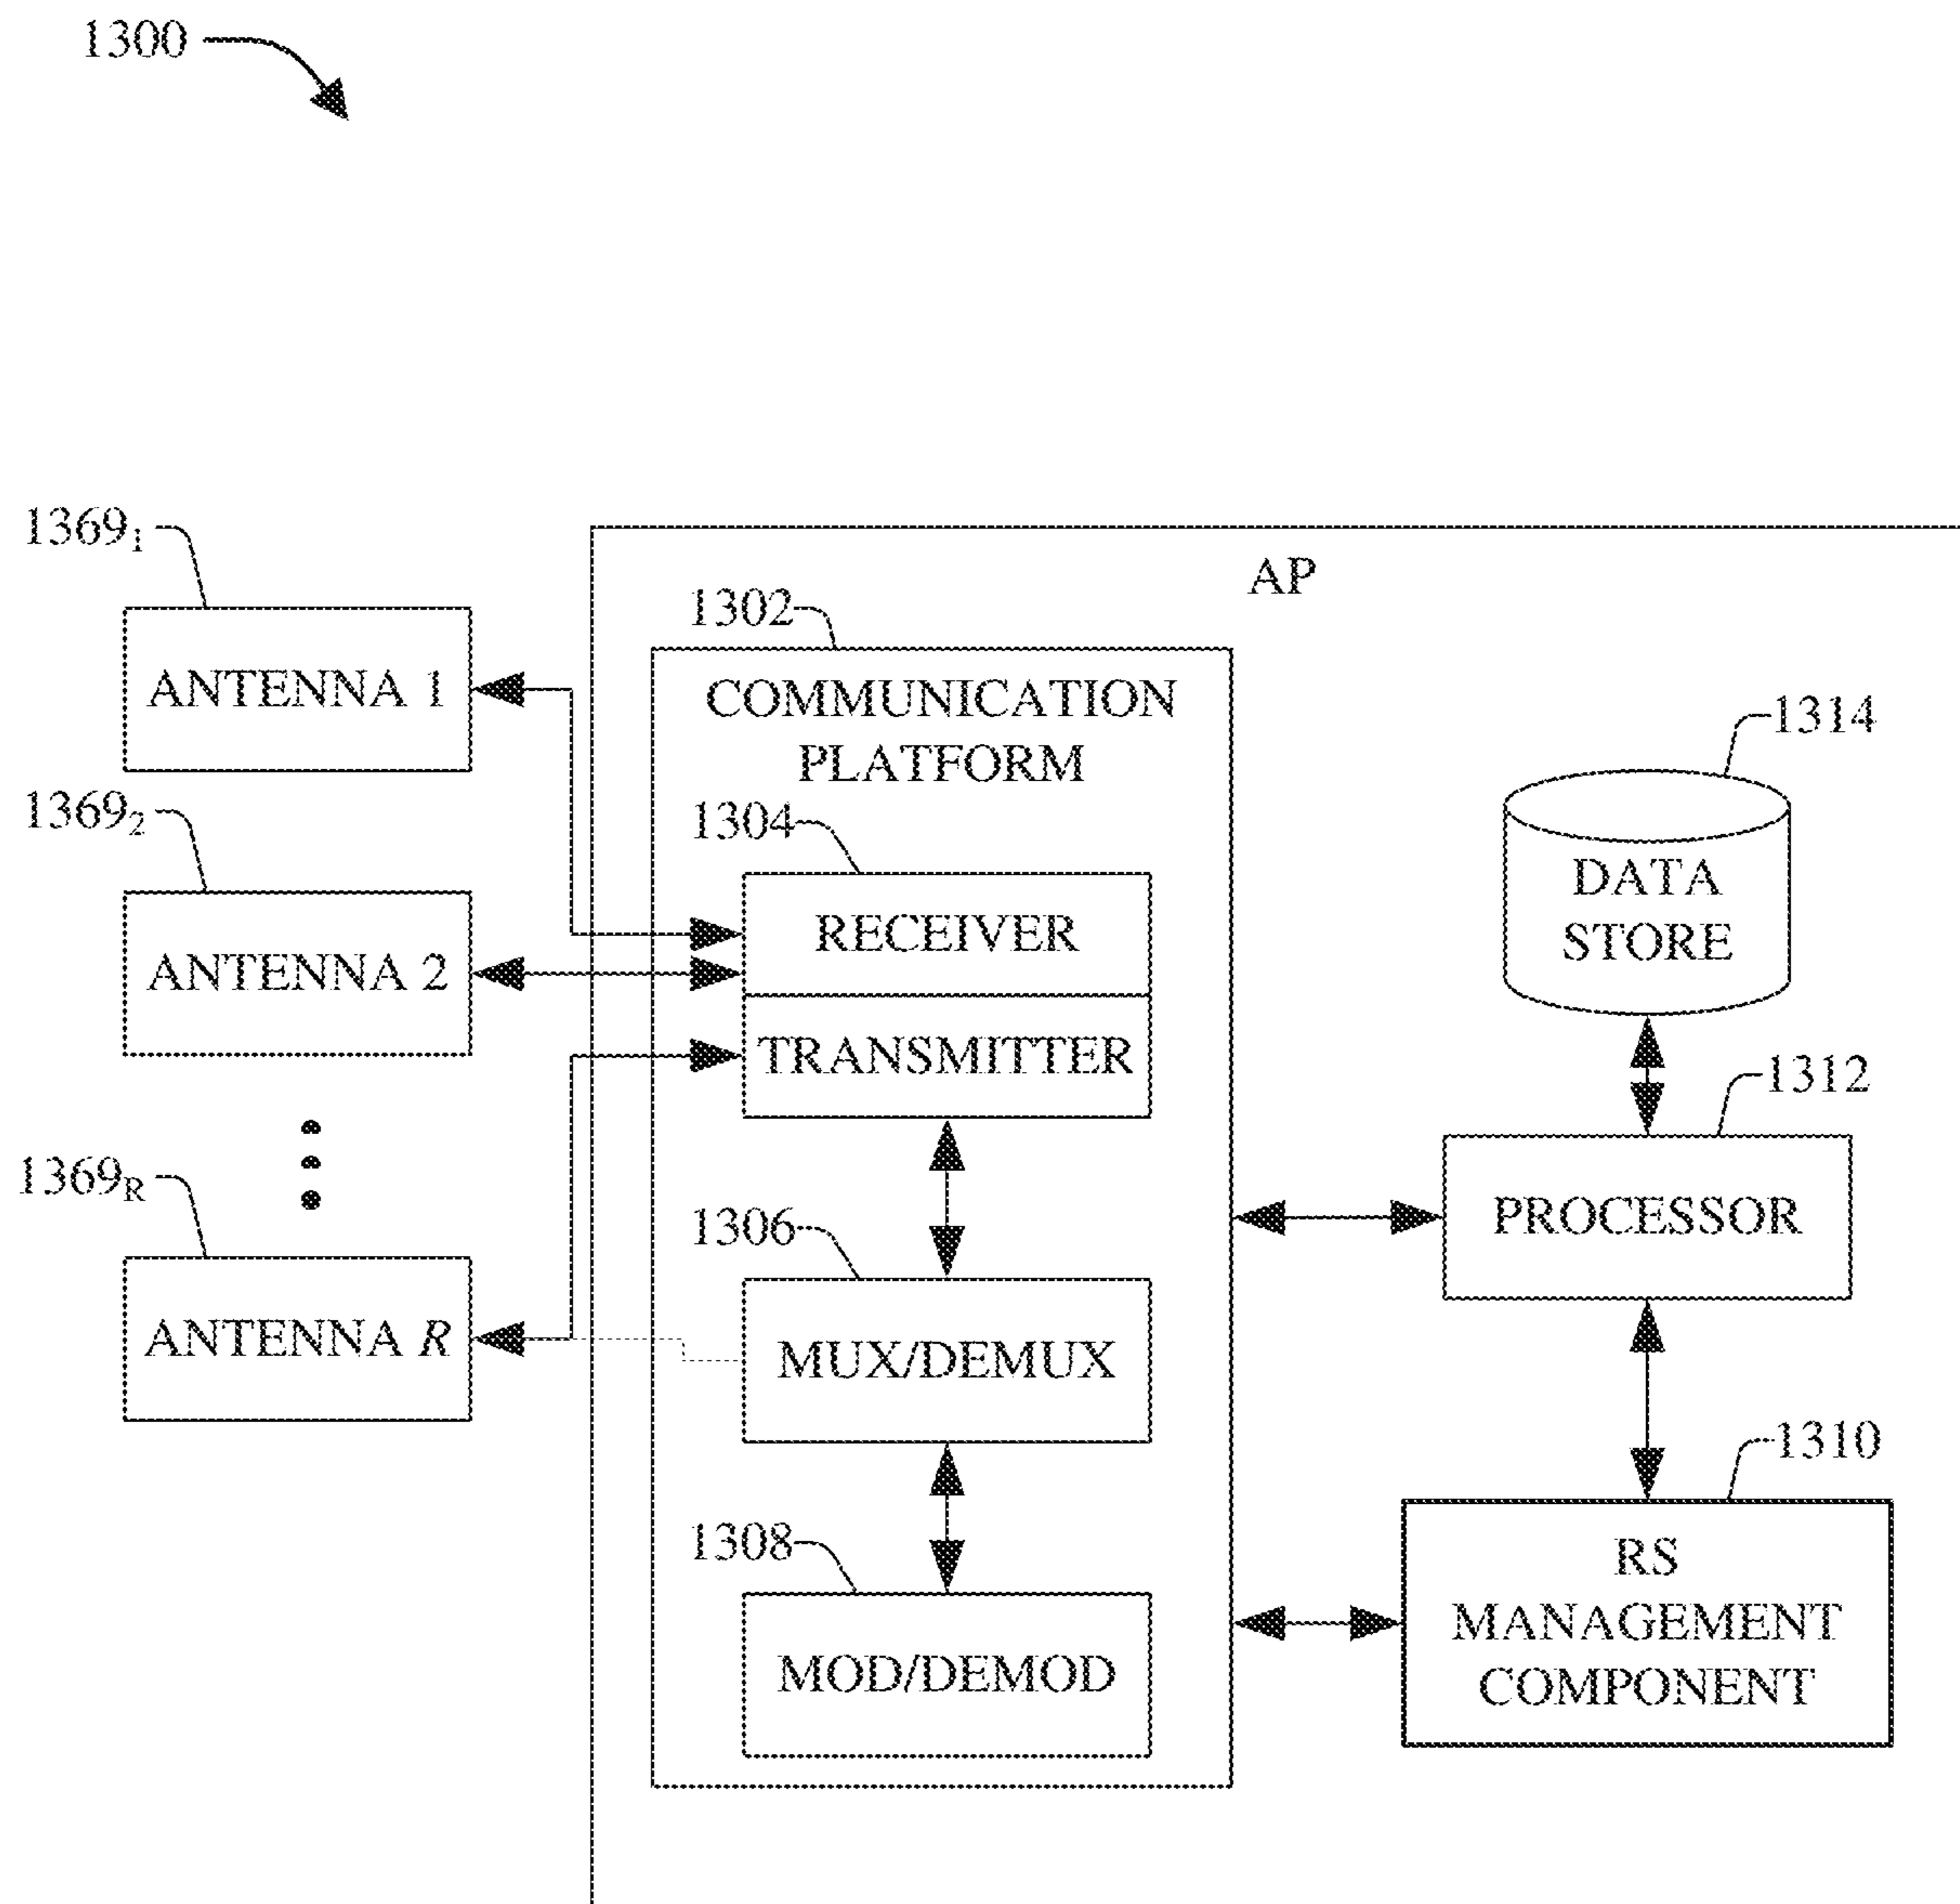 1300
1369₁
AP
1302
ANTENNA 1
COMMUNICATION
PLATFORM
1314
1369₂
1304
DATA
STORE
RECEIVER
ANTENNA 2
TRANSMITTER
1312
1369R
1306
PROCESSOR
ANTENNA R
MUX/DEMUX
1310
1308
RS
MANAGEMENT
COMPONENT
MOD/DEMOD